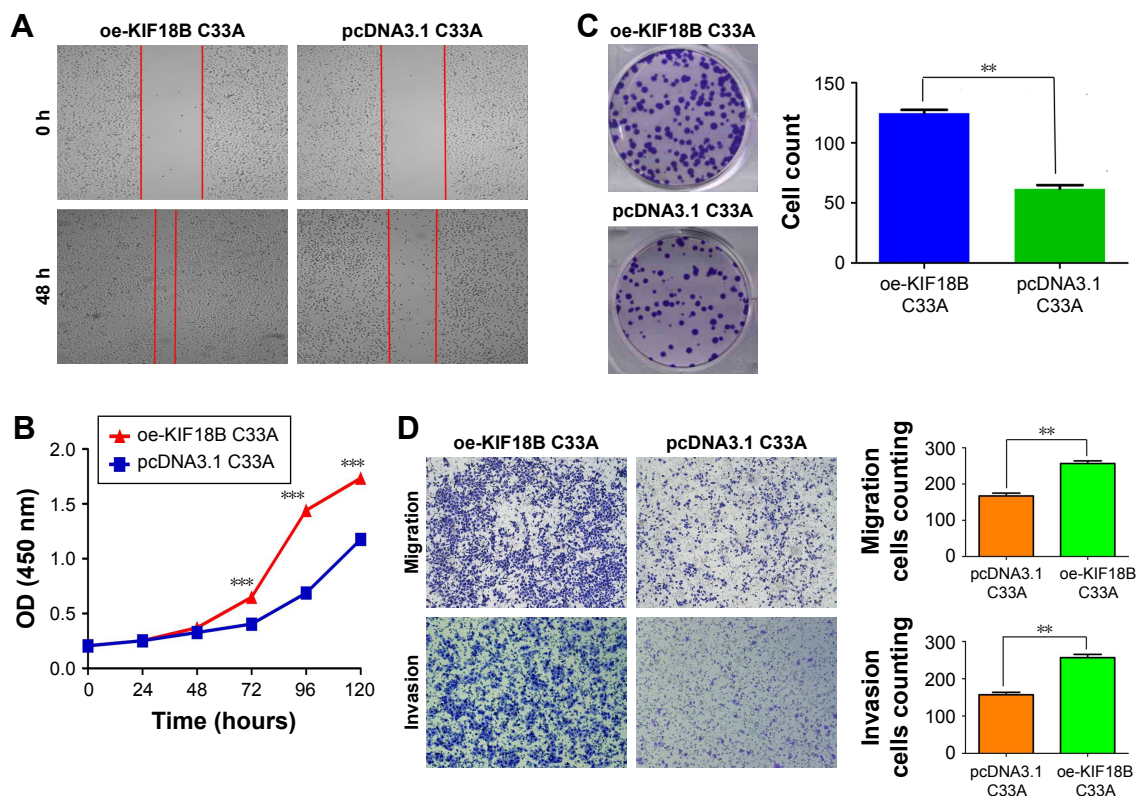 A
oe-KIF18B C33A
pcDNA3.1 C33A
0 h
48 h
B
oe-KIF18B C33A
pcDNA3.1 C33A
OD (450 nm)
2.0
1.5
1.0
0.5
0.0
***
***
***
0 24 48 72 96 120
Time (hours)
C
oe-KIF18B C33A
pcDNA3.1 C33A
Cell count
150
100
50
0
**
oe-KIF18B
C33A
pcDNA3.1
C33A
D
oe-KIF18B C33A
pcDNA3.1 C33A
Migration
Invasion
Migration
cells counting
300
200
100
0
**
pcDNA3.1
C33A
oe-KIF18B
C33A
Invasion
cells counting
300
200
100
0
**
pcDNA3.1
C33A
oe-KIF18B
C33A